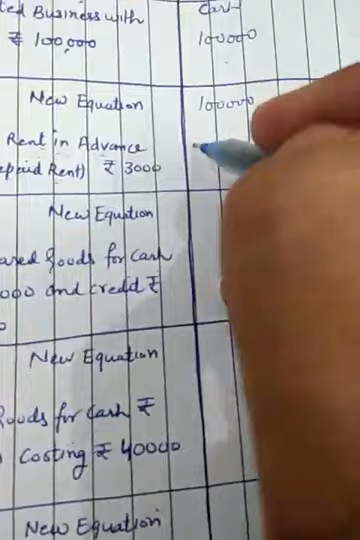 ted Business with Cash
₹ 100,000 100000
New Equation 100000
Rent in Advance
epaid Rent) ₹ 3000
New Equation
ased Goods for Cash
000 and credit ₹
0
New Equation
Goods for Cash ₹
Costing ₹ 40000
New Equation